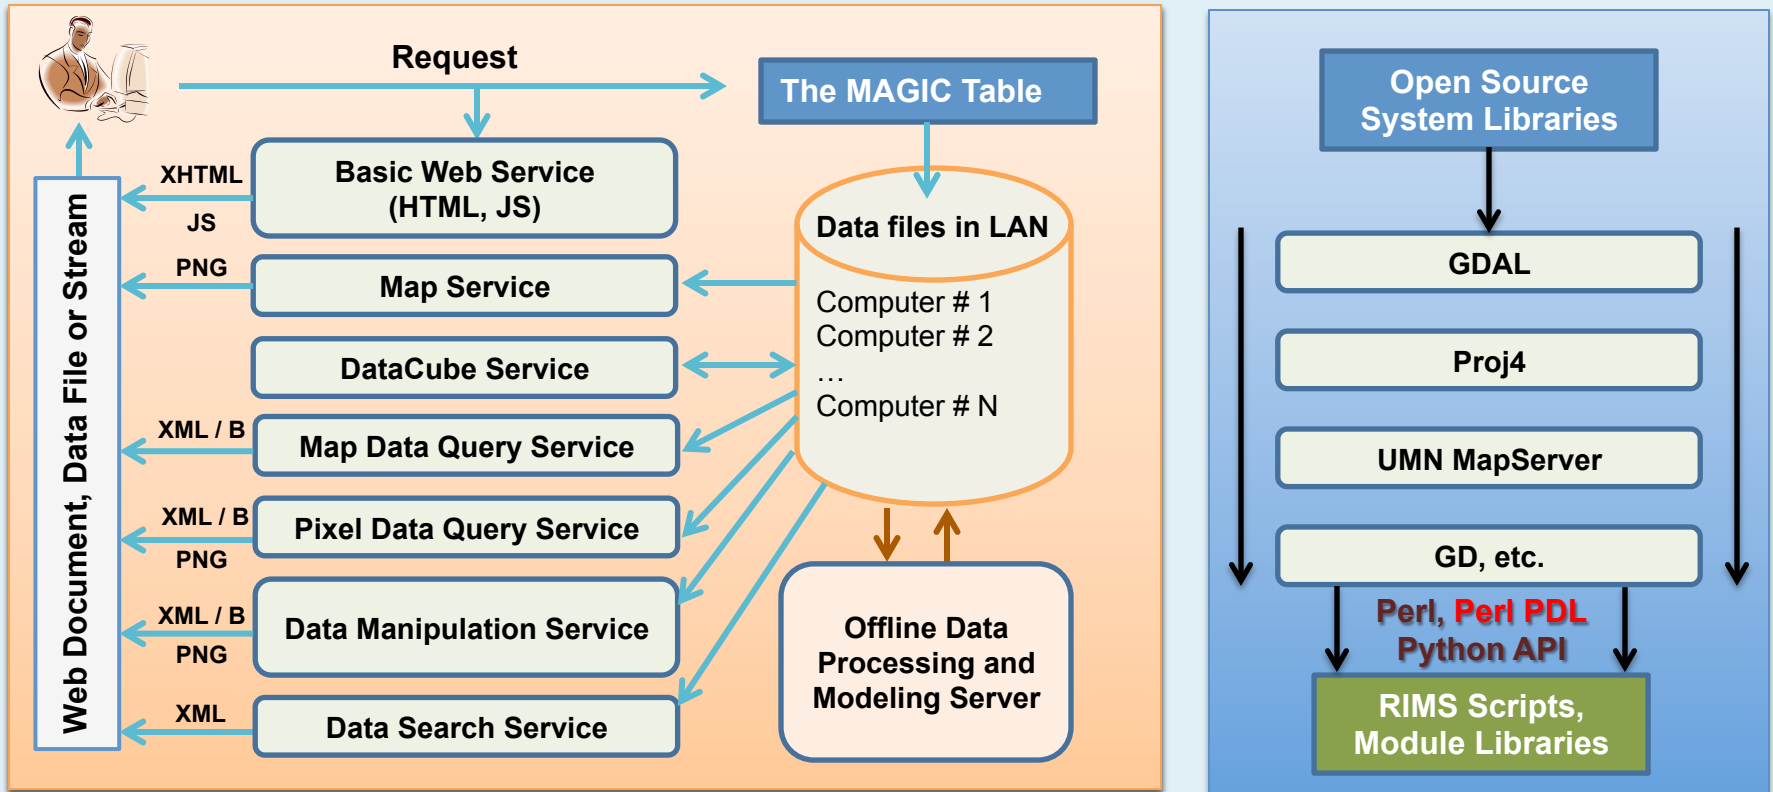 Request
The MAGIC Table
Basic Web Service
(HTML, JS)
XHTML
JS
Map Service
PNG
DataCube Service
Map Data Query Service
XML / B
Pixel Data Query Service
XML / B
PNG
Data Manipulation Service
XML / B
PNG
Data Search Service
XML
Web Document, Data File or Stream
Data files in LAN
Computer # 1
Computer # 2
…
Computer # N
Offline Data
Processing and
Modeling Server
Open Source
System Libraries
GDAL
Proj4
UMN MapServer
GD, etc.
Perl, Perl PDL
Python API
RIMS Scripts,
Module Libraries